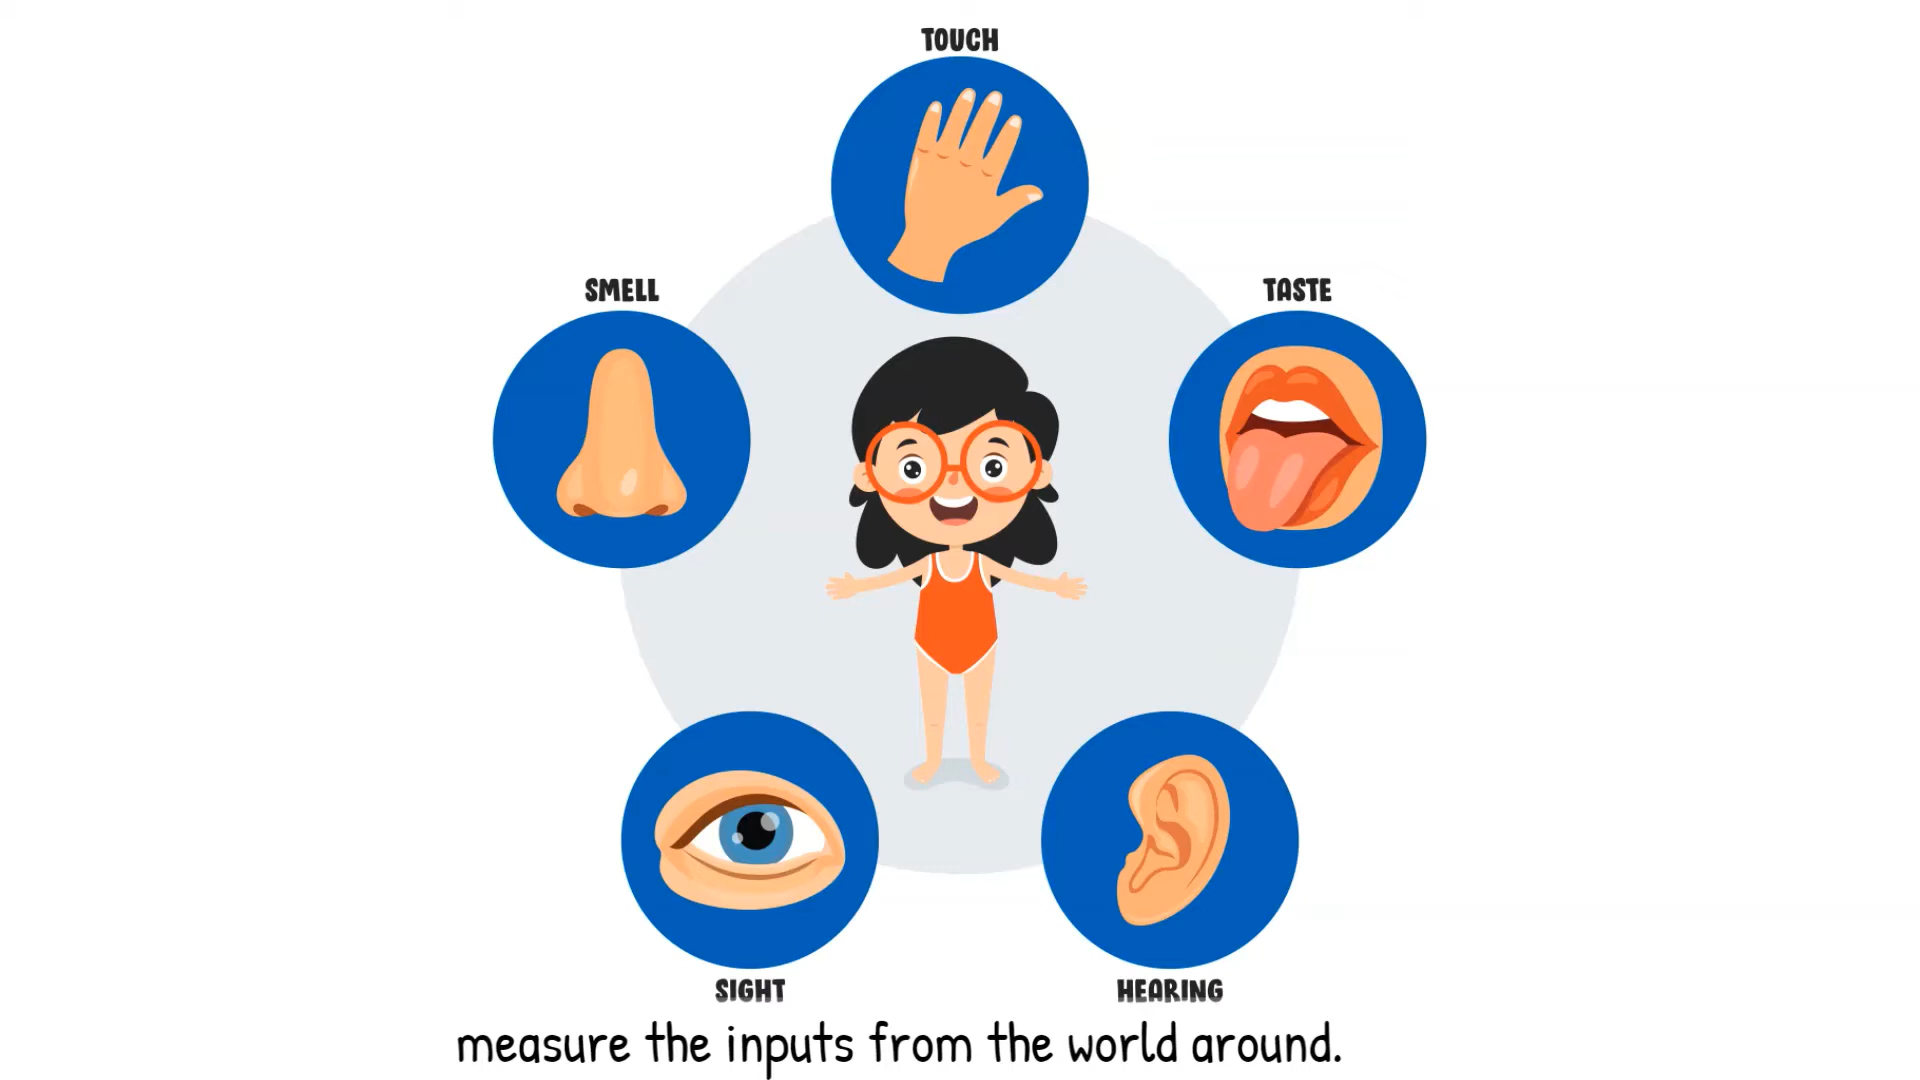 TOUCH
SMELL
TASTE
SIGHT
HEARING
measure the inputs from the world around.